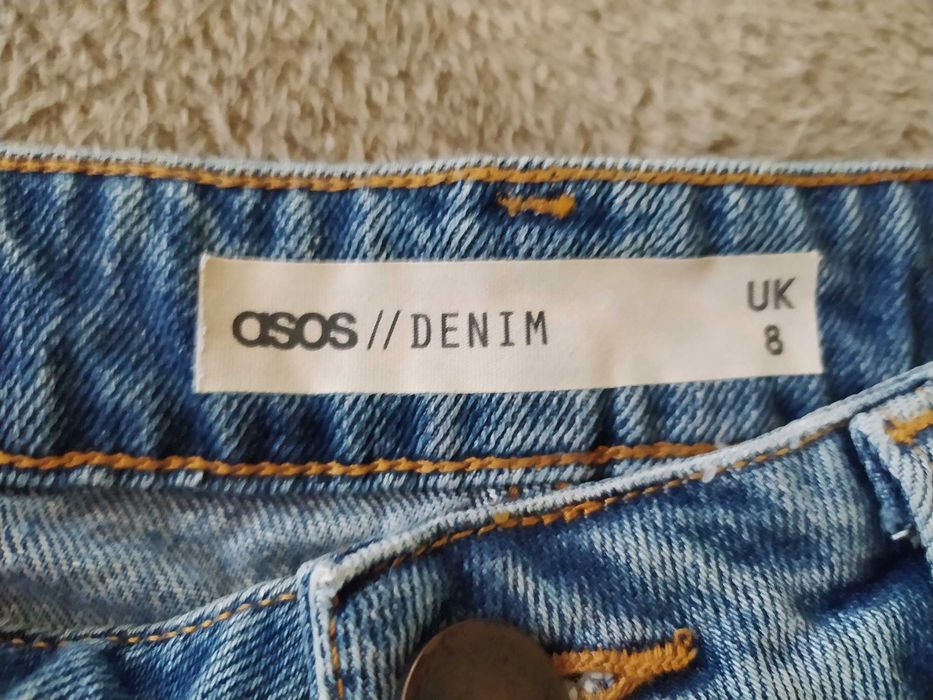 asos // DENIM
UK
8